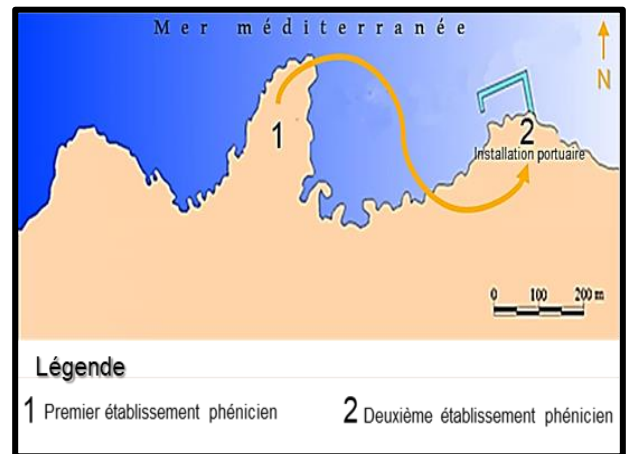 Mer méditerranée
N
1
2
Installation portuaire
0 100 200 m
Légende
1 Premier établissement phénicien
2 Deuxième établissement phénicien